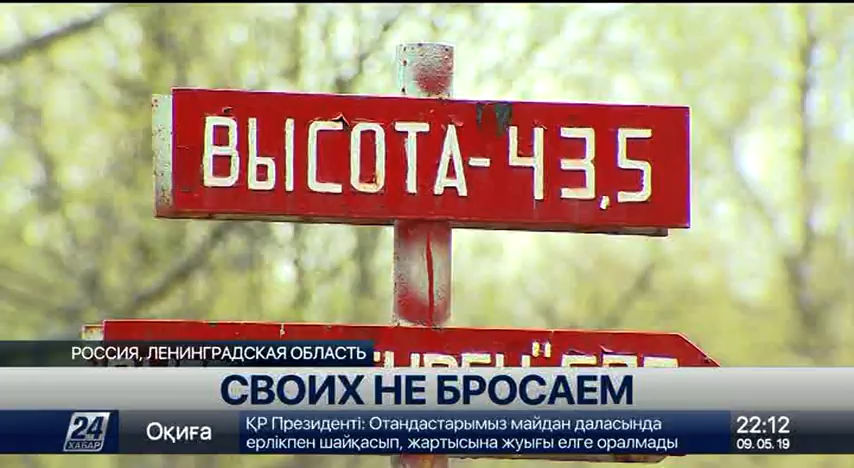 ВЫСОТА-43,5
РОССИЯ, ЛЕНИНГРАДСКАЯ ОБЛАСТЬ
СВОИХ НЕ БРОСАЕМ
24
ХАБАР
Оқиға
ҚР Президенті: Отандастарымыз майдан даласында
ерлікпен шайқасып, жартысына жуығы елге оралмады
22:12
09.05.19